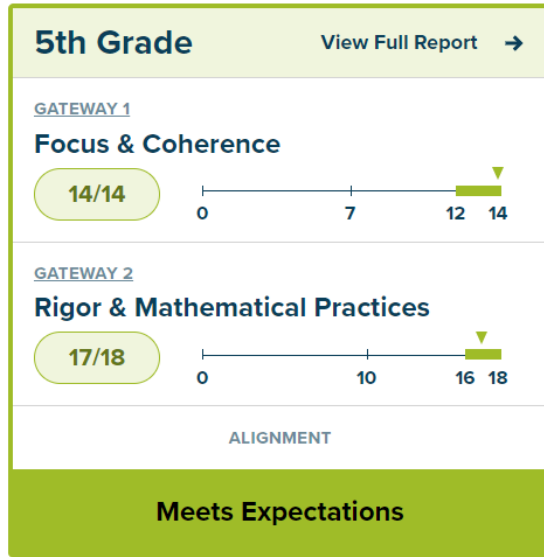 5th Grade View Full Report →
GATEWAY 1
Focus & Coherence
14/14
0 7 12 14
GATEWAY 2
Rigor & Mathematical Practices
17/18
0 10 16 18
ALIGNMENT
Meets Expectations